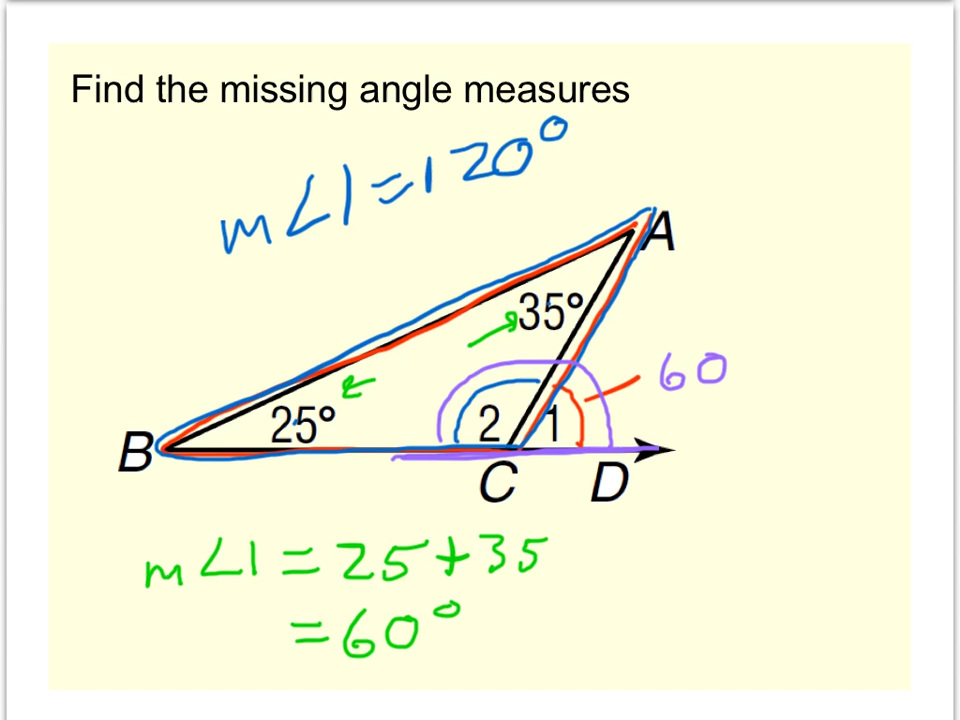 Find the missing angle measures
m∠1=120°
A
35°
60
25°
2
1
B
C
D
m∠1=25+35
=60°